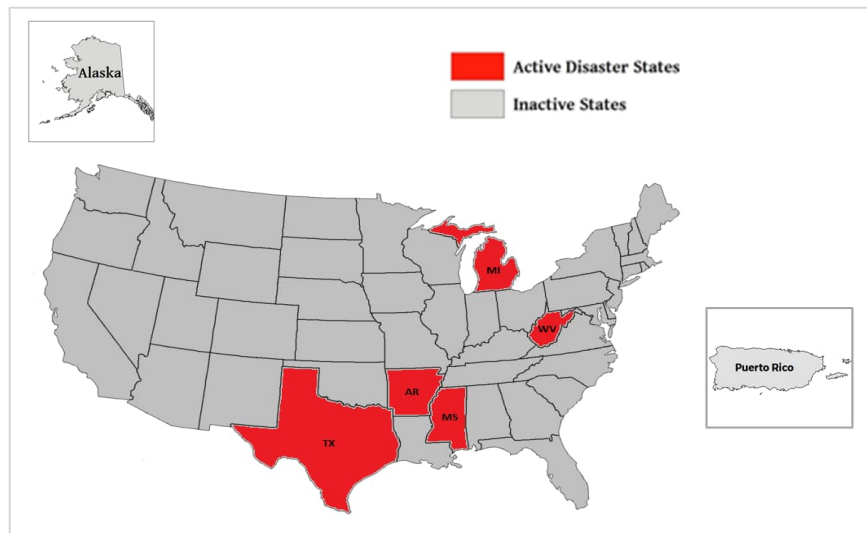 Alaska
Active Disaster States
Inactive States
MI
WV
Puerto Rico
AR
MS
TX